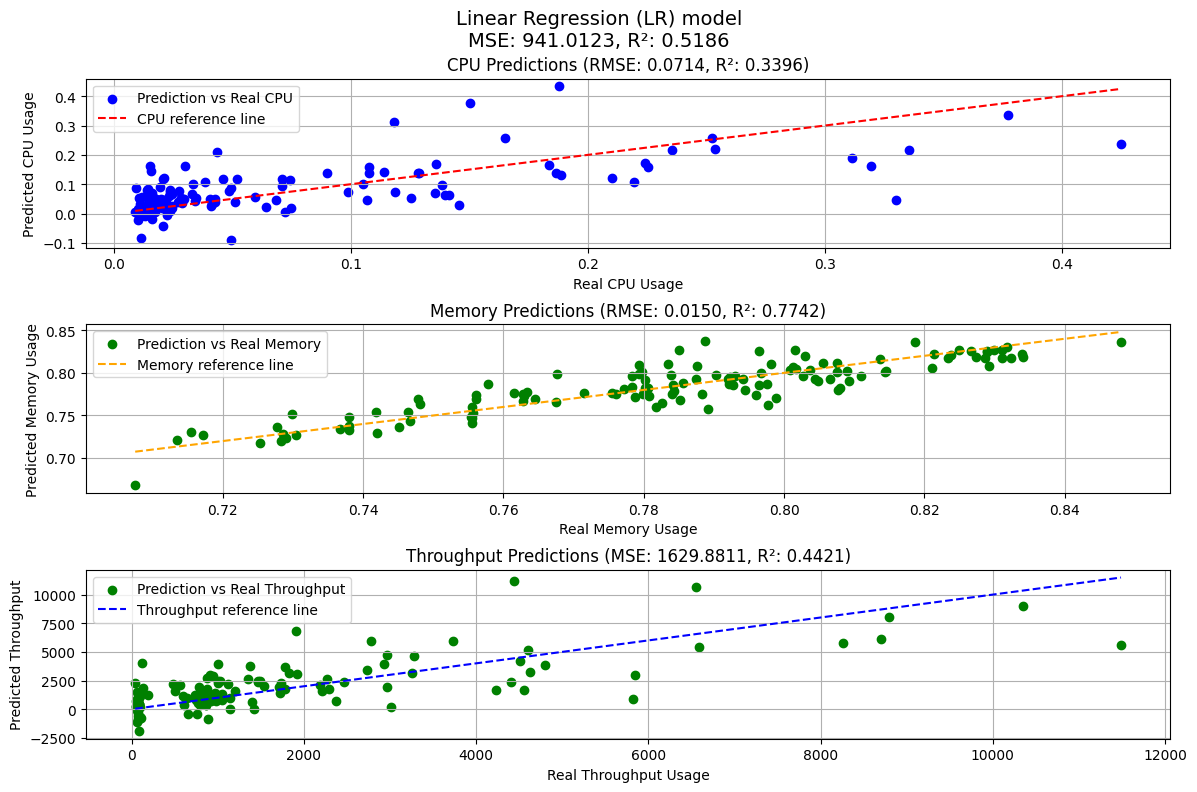 Linear Regression (LR) model
MSE: 941.0123, R²: 0.5186
CPU Predictions (RMSE: 0.0714, R²: 0.3396)
Predicted CPU Usage
0.4
0.3
0.2
0.1
0.0
−0.1
Prediction vs Real CPU
CPU reference line
0.0 0.1 0.2 0.3 0.4
Real CPU Usage
Memory Predictions (RMSE: 0.0150, R²: 0.7742)
Predicted Memory Usage
0.85
0.80
0.75
0.70
Prediction vs Real Memory
Memory reference line
0.72 0.74 0.76 0.78 0.80 0.82 0.84
Real Memory Usage
Throughput Predictions (MSE: 1629.8811, R²: 0.4421)
Predicted Throughput
10000
7500
5000
2500
0
−2500
Prediction vs Real Throughput
Throughput reference line
0 2000 4000 6000 8000 10000 12000
Real Throughput Usage